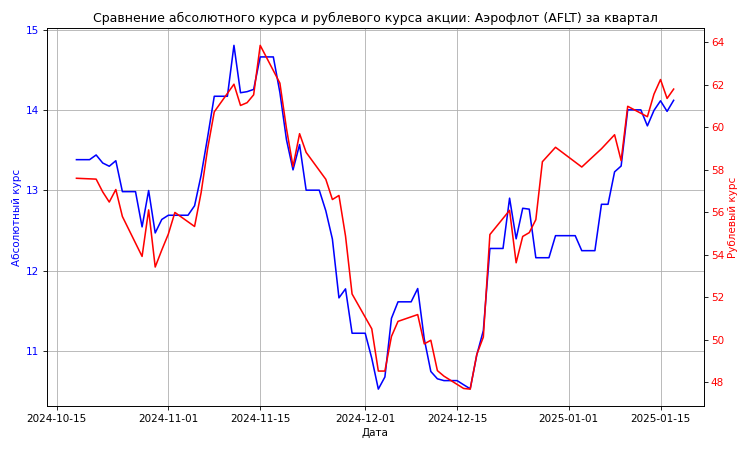 Сравнение абсолютного курса и рублевого курса акции: Аэрофлот (AFLT) за квартал
15
14
13
12
11
Абсолютный курс
64
62
60
58
56
54
52
50
48
Рублевый курс
2024-10-15 2024-11-01 2024-11-15 2024-12-01 2024-12-15 2025-01-01 2025-01-15
Дата